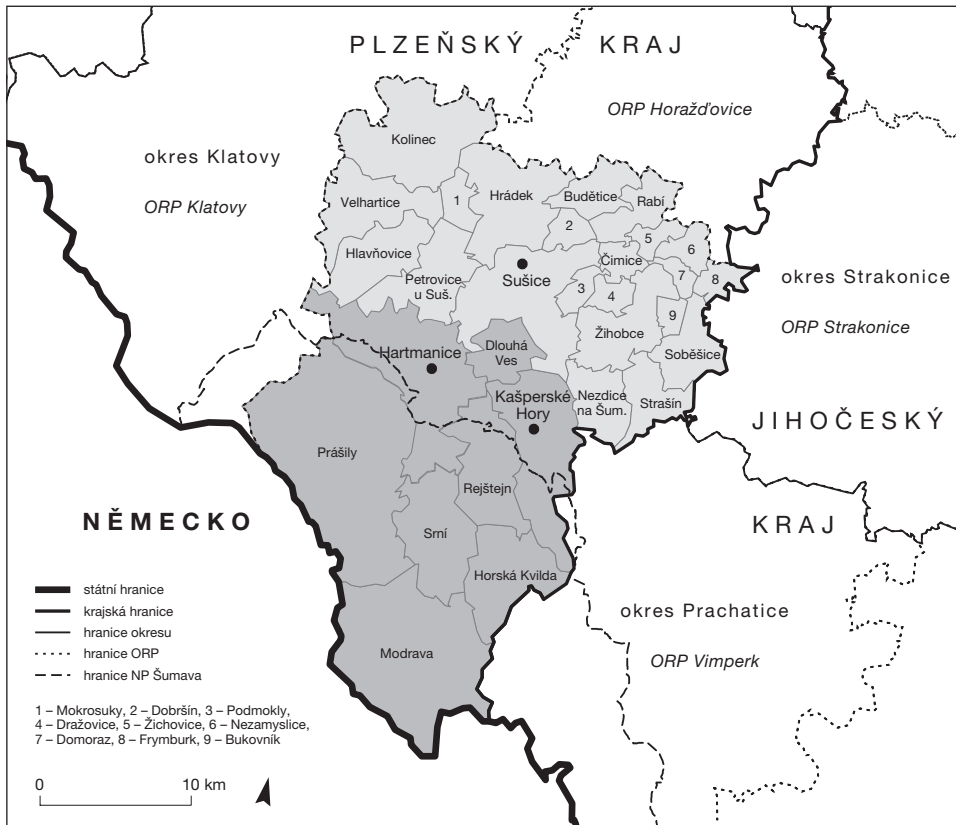 PLZEŇSKÝ KRAJ
ORP Horažďovice
okres Klatovy
ORP Klatovy
Kolinec
Velhartice
1
Hrádek
Budětice
Rabí
2
5
6
Hlavňovice
Petrovice
u Suš.
Sušice
Čimice
3
4
7
8
9
okres Strakonice
ORP Strakonice
Žihobce
Soběšice
Hartmanice
Dlouhá
Ves
Kašperské
Hory
Nezdice
na Šum.
Strašín
JIHOČESKÝ
KRAJ
Prášily
Rejštejn
Srní
NĚMECKO
Horská Kvilda
Modrava
okres Prachatice
ORP Vimperk
státní hranice
krajská hranice
hranice okresu
hranice ORP
hranice NP Šumava
1 – Mokrosuky, 2 – Dobršín, 3 – Podmokly,
4 – Dražovice, 5 – Žichovice, 6 – Nezamyslice,
7 – Domoraz, 8 – Frymburk, 9 – Bukovník
0 10 km